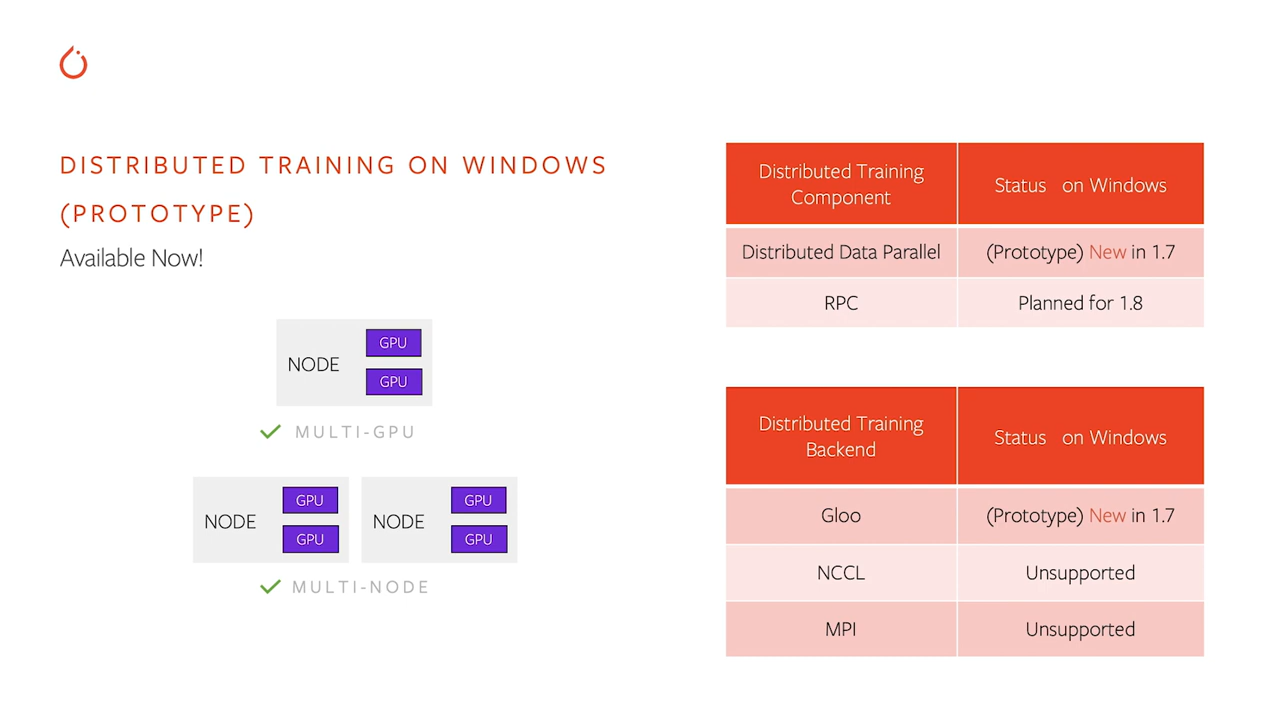 DISTRIBUTED TRAINING ON WINDOWS
(PROTOTYPE)
Available Now!
NODE
GPU
GPU
MULTI-GPU
NODE
GPU
GPU
NODE
GPU
GPU
MULTI-NODE
Distributed Training
Component
Status on Windows
Distributed Data Parallel
(Prototype) New in 1.7
RPC
Planned for 1.8
Distributed Training
Backend
Status on Windows
Gloo
(Prototype) New in 1.7
NCCL
Unsupported
MPI
Unsupported